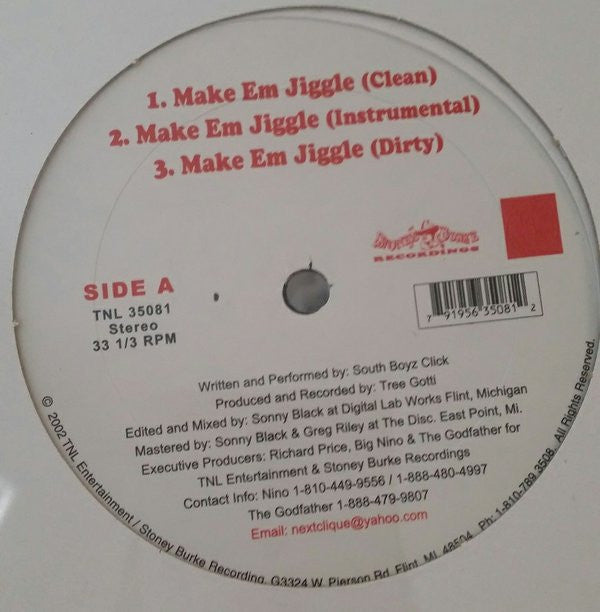 1. Make Em Jiggle (Clean)
2. Make Em Jiggle (Instrumental)
3. Make Em Jiggle (Dirty)
Stoney Burke
RECORDINGS
SIDE A
TNL 35081
Stereo
33 1/3 RPM
7 91956 35081 2
Written and Performed by: South Boyz Click
Produced and Recorded by: Tree Gotti
Edited and Mixed by: Sonny Black at Digital Lab Works Flint, Michigan
Mastered by: Sonny Black & Greg Riley at The Disc. East Point, Mi.
Executive Producers: Richard Price, Big Nino & The Godfather for
TNL Entertainment & Stoney Burke Recordings
Contact Info: Nino 1-810-449-9556 / 1-888-480-4997
The Godfather 1-888-479-9807
Email: nextclique@yahoo.com
© 2002 TNL Entertainment / Stoney Burke Recording G3324 W. Pierson Rd. Flint, MI. 48504 Ph: 1-810-789.3508. All Rights Reserved.